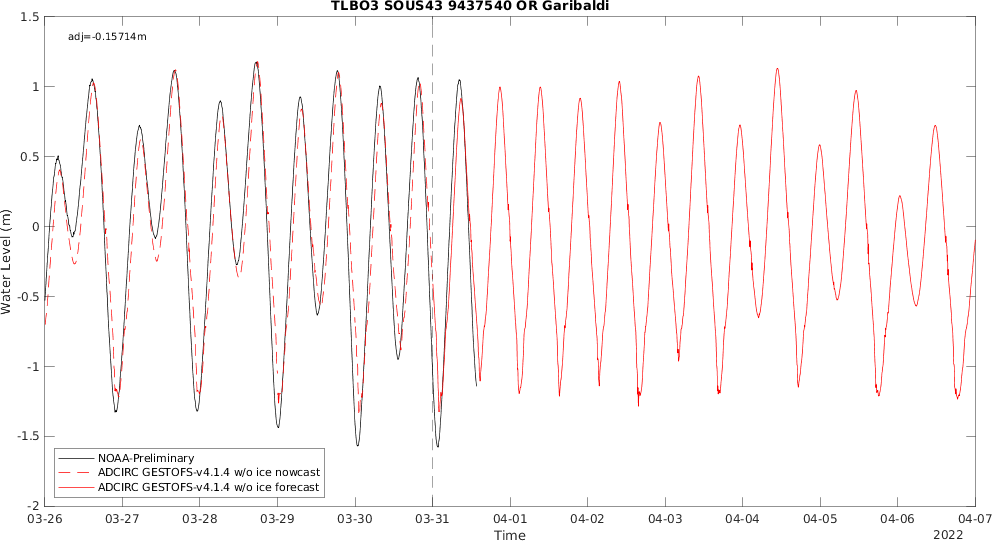 TLBO3 SOUS43 9437540 OR Garibaldi
adj=-0.15714m
1.5
1
0.5
0
-0.5
-1
-1.5
-2
Water Level (m)
NOAA-Preliminary
ADCIRC GESTOFS-v4.1.4 w/o ice nowcast
ADCIRC GESTOFS-v4.1.4 w/o ice forecast
03-26 03-27 03-28 03-29 03-30 03-31 04-01 04-02 04-03 04-04 04-05 04-06 04-07
Time
2022